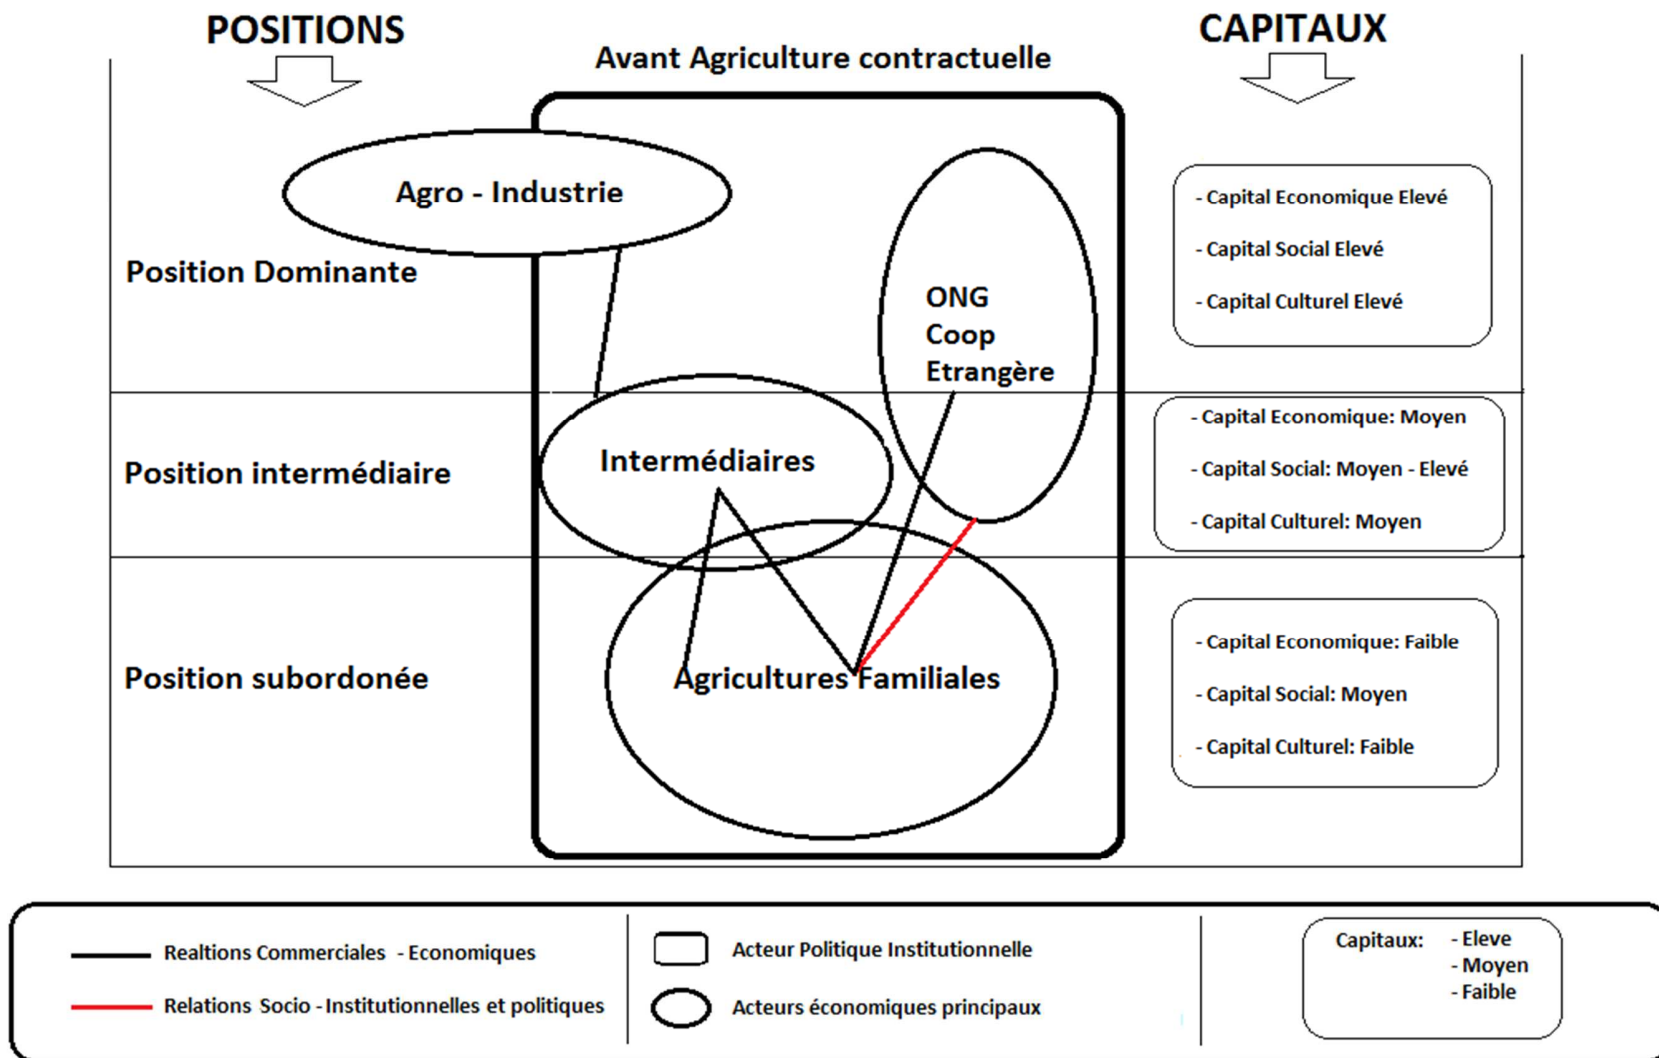 POSITIONS
CAPITAUX
Avant Agriculture contractuelle
Agro - Industrie
- Capital Economique Elevé
- Capital Social Elevé
- Capital Culturel Elevé
Position Dominante
ONG
Coop
Etrangère
Position intermédiaire
Intermédiaires
- Capital Economique: Moyen
- Capital Social: Moyen - Elevé
- Capital Culturel: Moyen
Position subordonée
Agricultures Familiales
- Capital Economique: Faible
- Capital Social: Moyen
- Capital Culturel: Faible
Realtions Commerciales - Economiques
Relations Socio - Institutionnelles et politiques
Acteur Politique Institutionnelle
Acteurs économiques principaux
Capitaux: - Eleve
- Moyen
- Faible